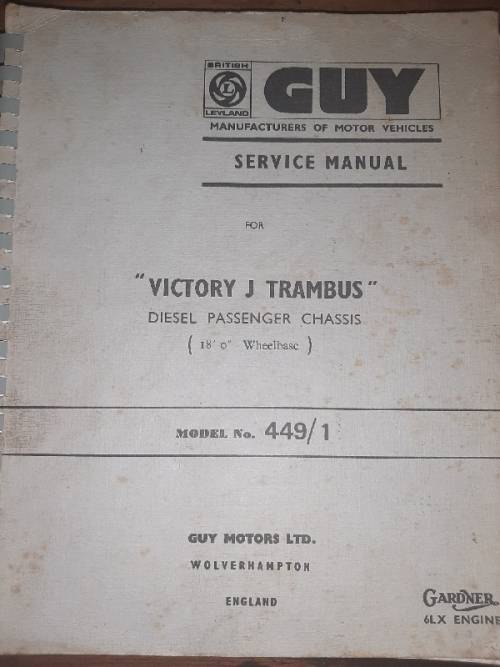 BRITISH
L
LEYLAND
GUY
MANUFACTURERS OF MOTOR VEHICLES
SERVICE MANUAL
FOR
"VICTORY J TRAMBUS"
DIESEL PASSENGER CHASSIS
( 18' 0" Wheelbase )
MODEL No. 449/1
GUY MOTORS LTD.
WOLVERHAMPTON
ENGLAND
GARDNER
6LX ENGINE